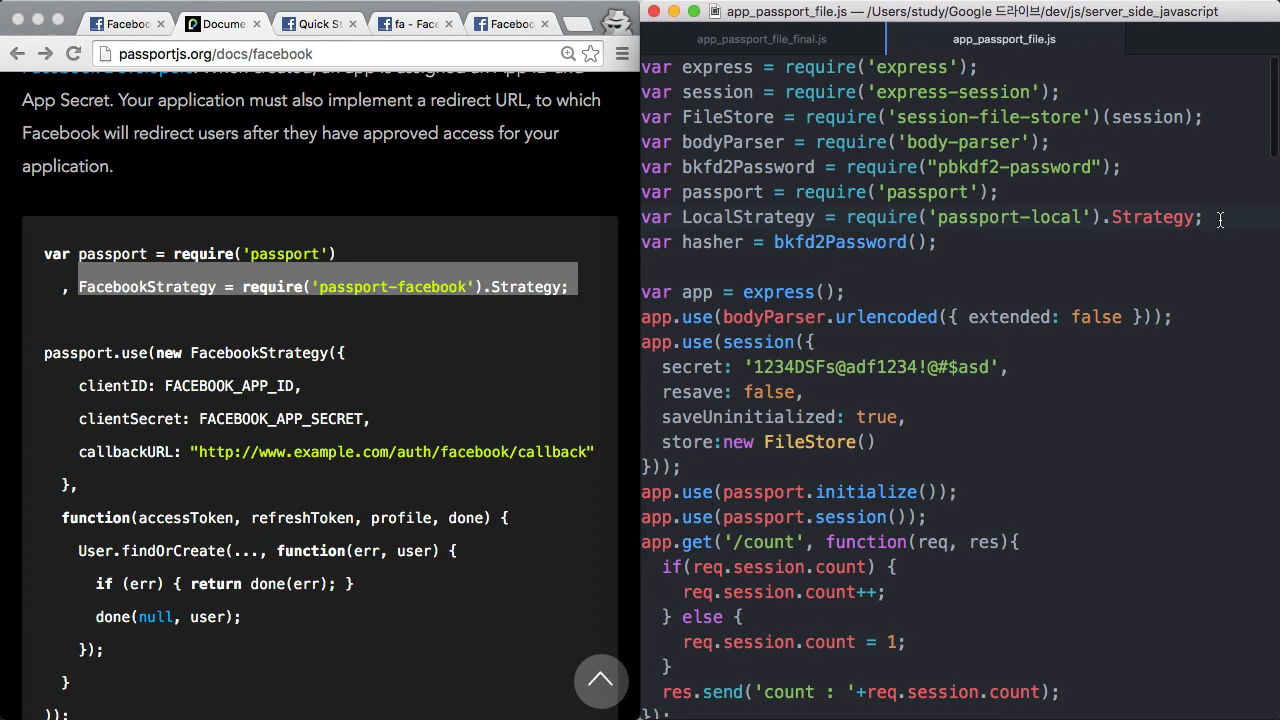 Faceboo
Docume
Quick St
fa - Face
Faceboo
passportjs.org/docs/facebook
App Secret. Your application must also implement a redirect URL, to which
Facebook will redirect users after they have approved access for your
application.
var passport = require('passport')
, FacebookStrategy = require('passport-facebook').Strategy;
passport.use(new FacebookStrategy({
clientID: FACEBOOK_APP_ID,
clientSecret: FACEBOOK_APP_SECRET,
callbackURL: "http://www.example.com/auth/facebook/callback"
},
function(accessToken, refreshToken, profile, done) {
User.findOrCreate(..., function(err, user) {
if (err) { return done(err); }
done(null, user);
});
}
));
app_passport_file.js — /Users/study/Google 드라이브/dev/js/server_side_javascript
app_passport_file_final.js
app_passport_file.js
var express = require('express');
var session = require('express-session');
var FileStore = require('session-file-store')(session);
var bodyParser = require('body-parser');
var bkfd2Password = require("pbkdf2-password");
var passport = require('passport');
var LocalStrategy = require('passport-local').Strategy;
var hasher = bkfd2Password();
var app = express();
app.use(bodyParser.urlencoded({ extended: false }));
app.use(session({
secret: '1234DSFs@adf1234!@#$asd',
resave: false,
saveUninitialized: true,
store:new FileStore()
}));
app.use(passport.initialize());
app.use(passport.session());
app.get('/count', function(req, res){
if(req.session.count) {
req.session.count++;
} else {
req.session.count = 1;
}
res.send('count : '+req.session.count);
});